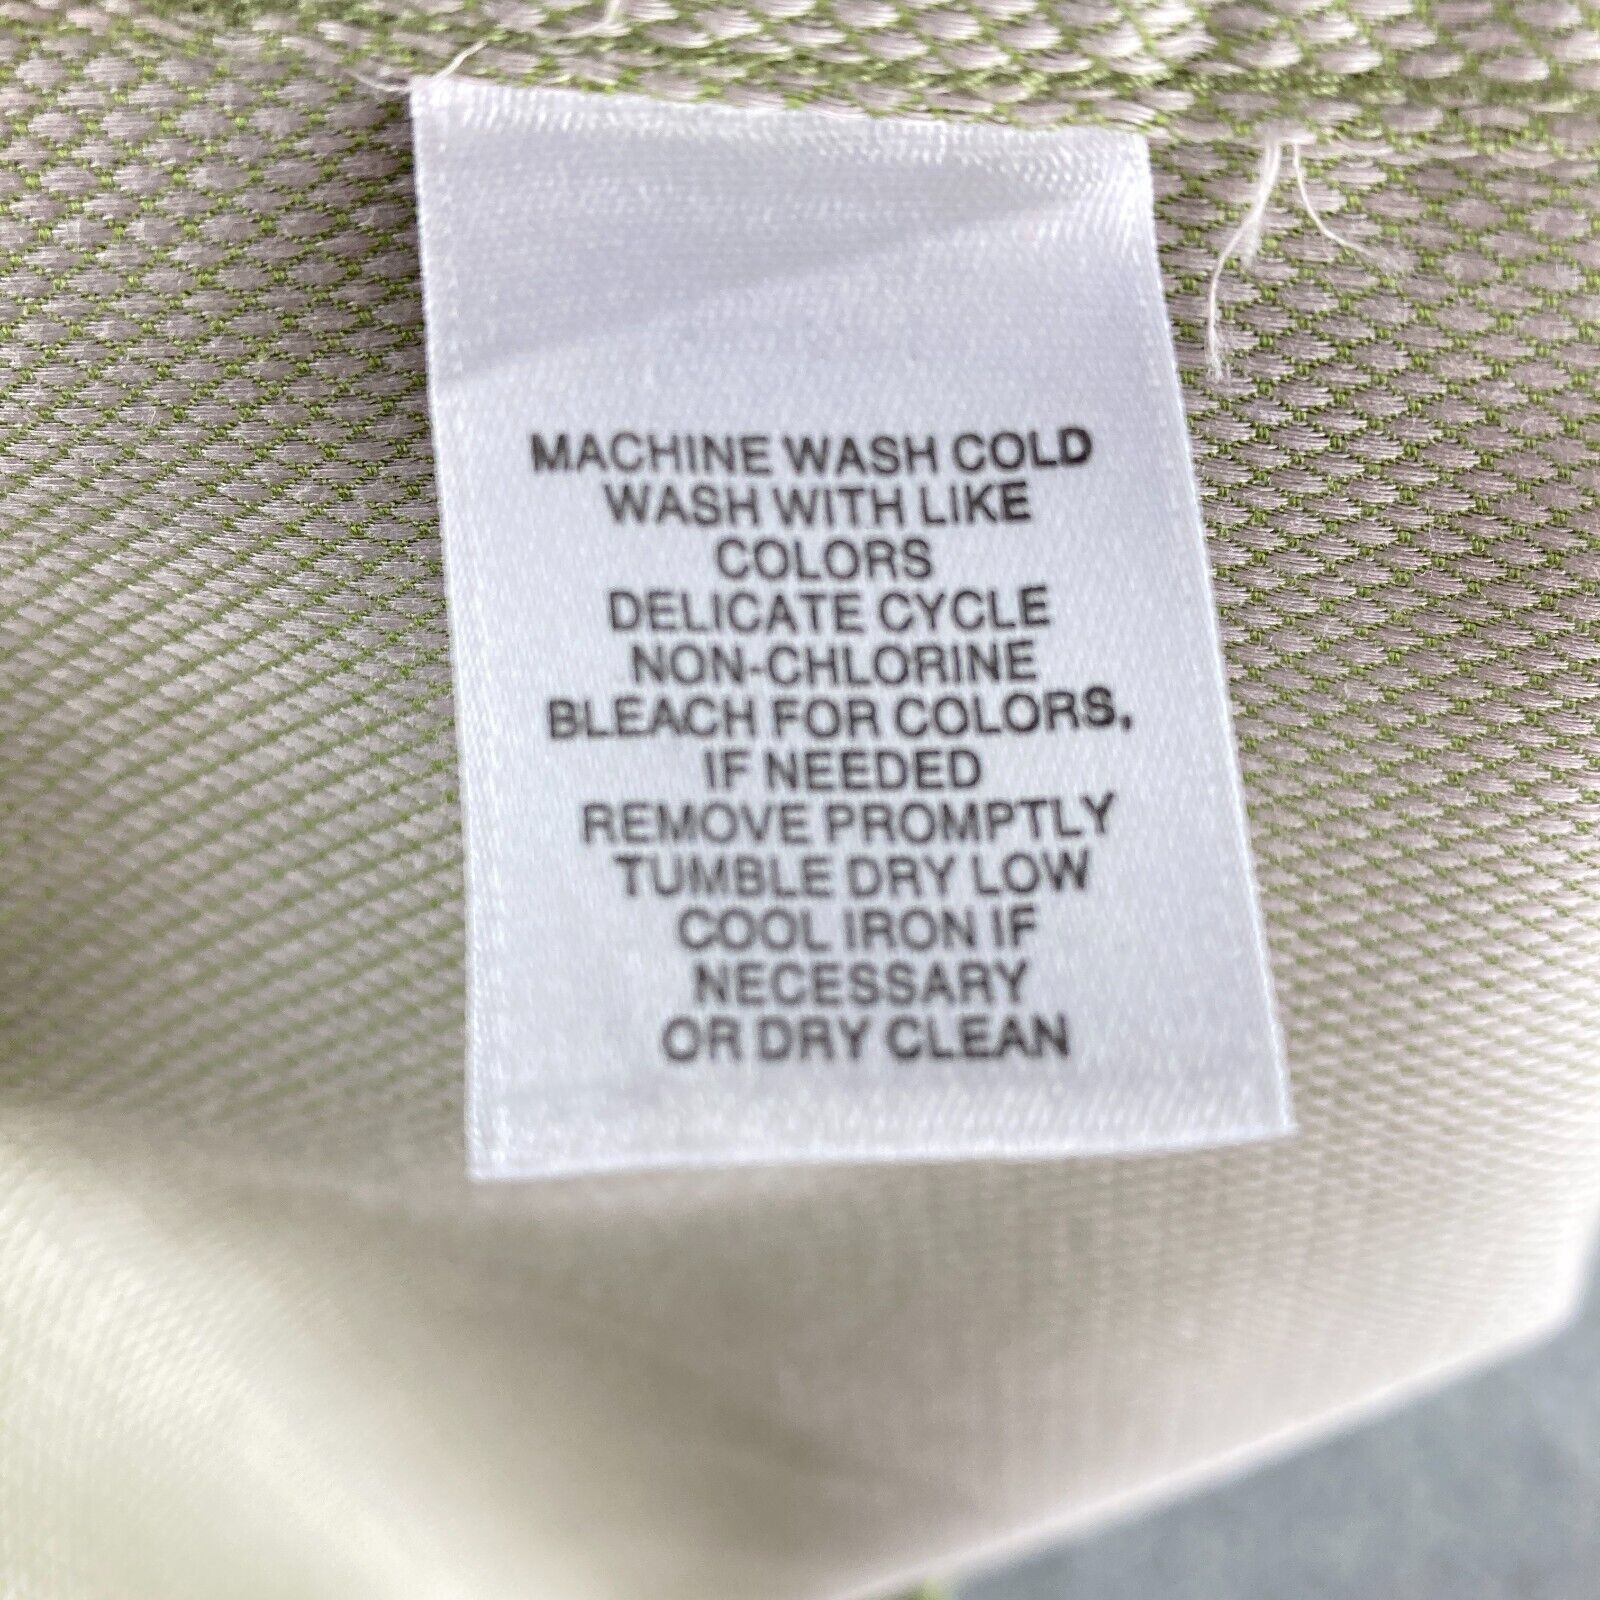 MACHINE WASH COLD
WASH WITH LIKE
COLORS
DELICATE CYCLE
NON-CHLORINE
BLEACH FOR COLORS,
IF NEEDED
REMOVE PROMPTLY
TUMBLE DRY LOW
COOL IRON IF
NECESSARY
OR DRY CLEAN